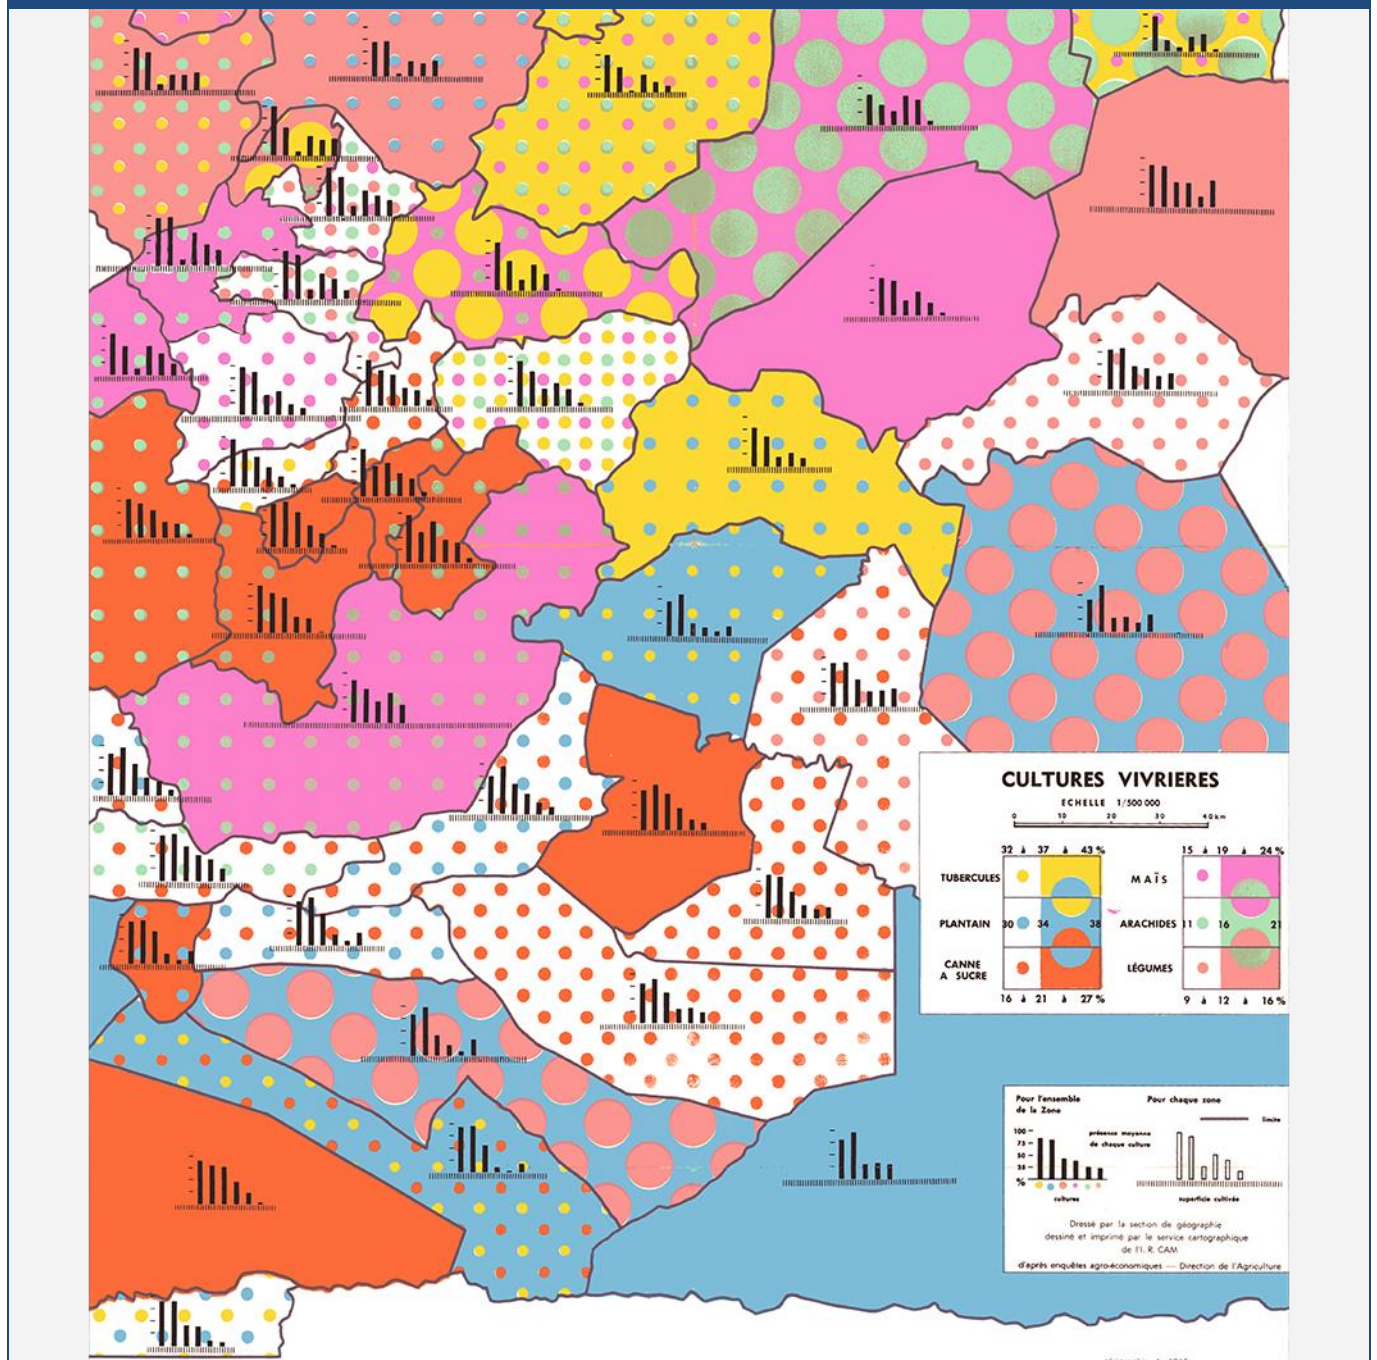 CULTURES VIVRIERES
ECHELLE 1/500 000
0 10 20 30 40km
32 à 37 à 43 %
15 à 19 à 24 %
TUBERCULES
MAÏS
PLANTAIN
30 34 38
ARACHIDES
11 16 21
CANNE
A SUCRE
LÉGUMES
16 à 21 à 27 %
9 à 12 à 16 %
Pour l'ensemble
de la Zone
Pour chaque zone
limite
présence moyenne
de chaque culture
100
75
50
25
%
cultures
superficie cultivée
Dressé par la section de géographie
dessiné et imprimé par le service cartographique
de l'I. R. CAM
d'après enquêtes agro-économiques — Direction de l'Agriculture